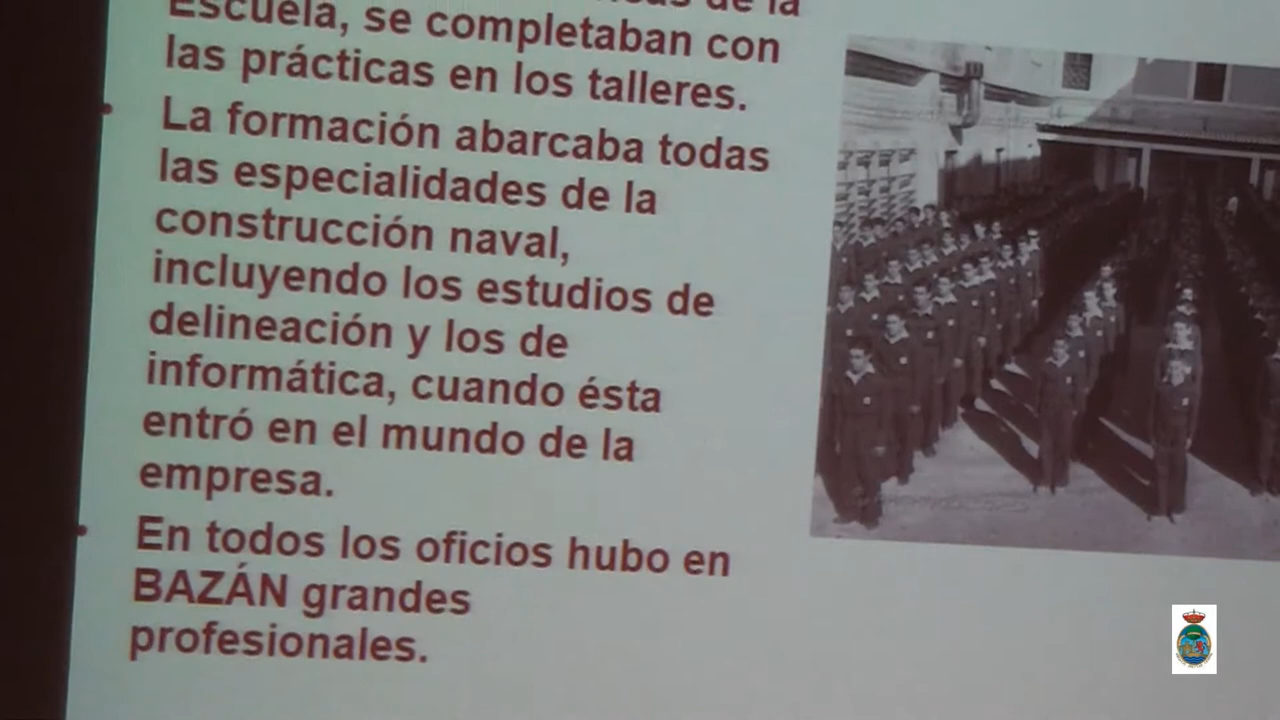 de la
Escuela, se completaban con
las prácticas en los talleres.
La formación abarcaba todas
las especialidades de la
construcción naval,
incluyendo los estudios de
delineación y los de
informática, cuando ésta
entró en el mundo de la
empresa.
En todos los oficios hubo en
BAZÁN grandes
profesionales.